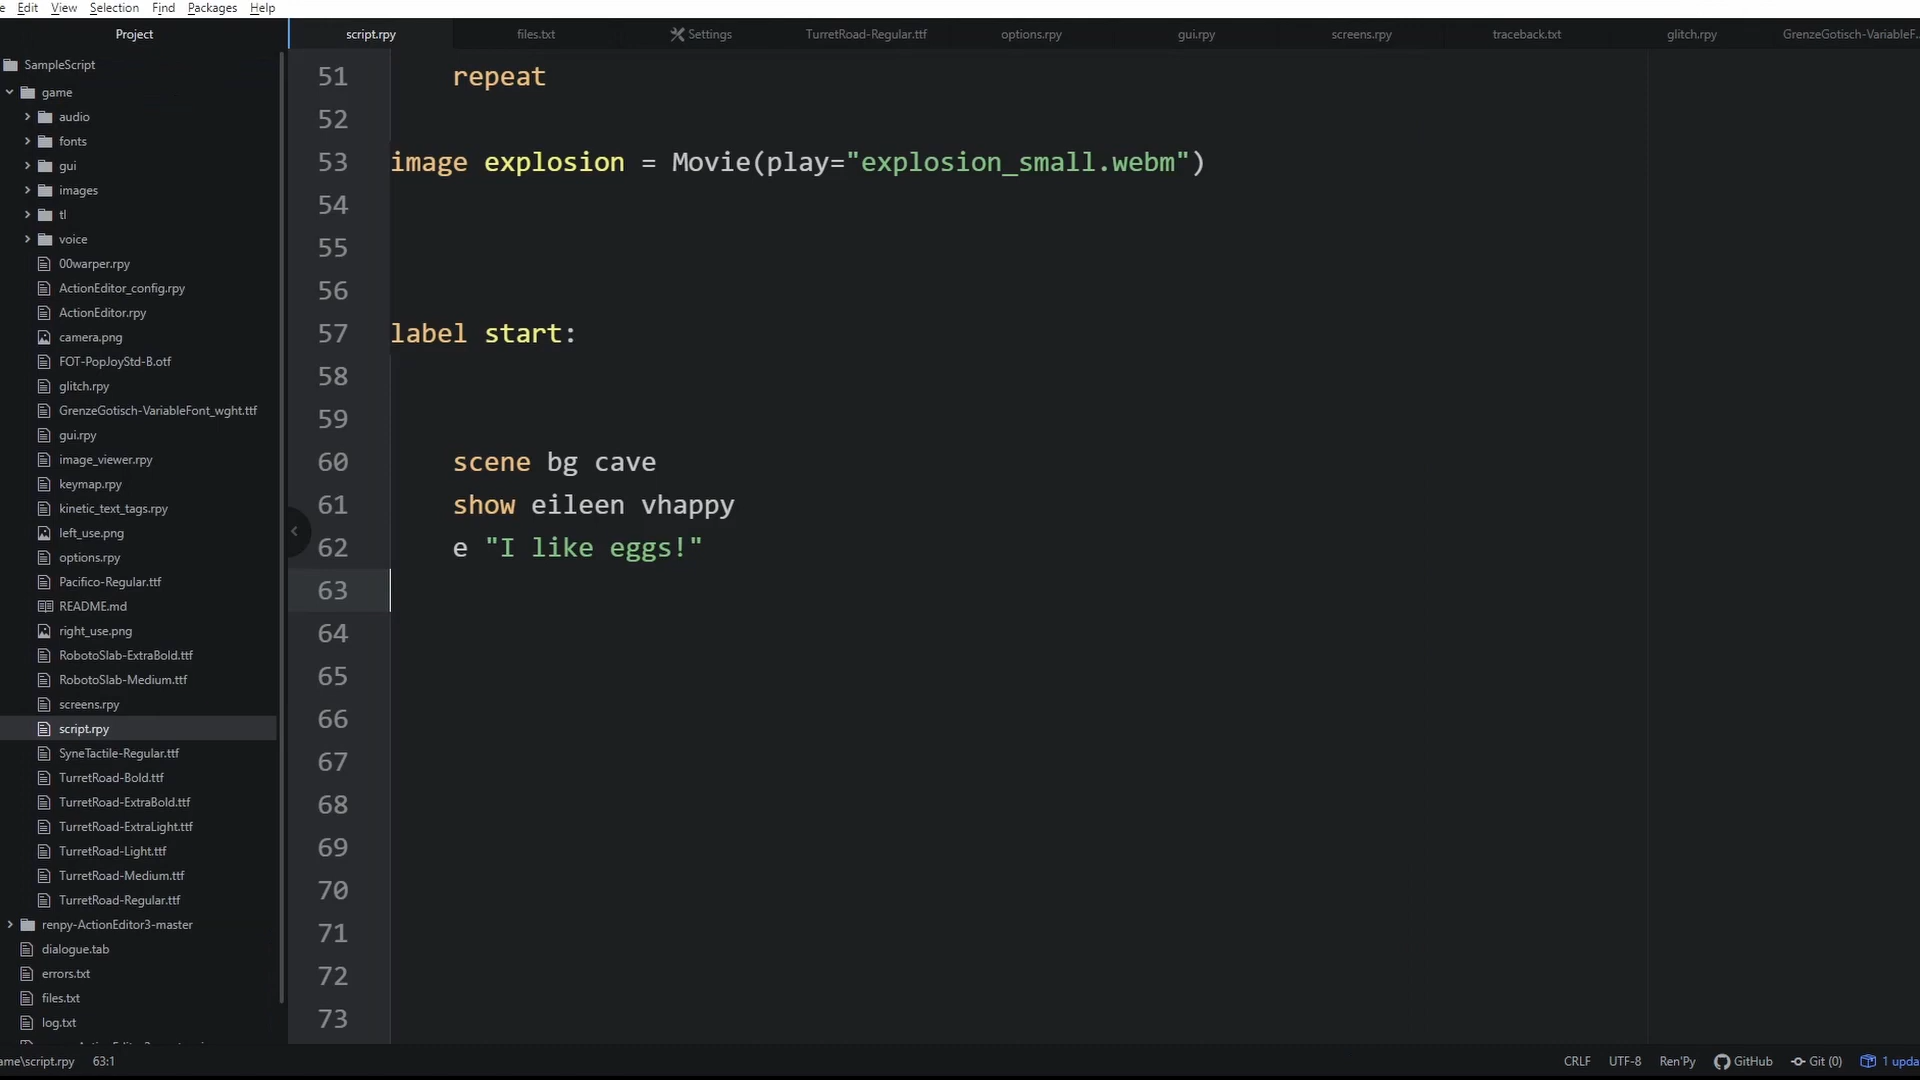 Edit View Selection Find Packages Help
Project
script.rpy files.txt Settings TurretRoad-Regular.ttf options.rpy gui.rpy screens.rpy traceback.txt glitch.rpy GrenzeGotisch-VariableF...
SampleScript
game
audio
fonts
gui
images
tl
voice
00warper.rpy
ActionEditor_config.rpy
ActionEditor.rpy
camera.png
FOT-PopJoyStd-B.otf
glitch.rpy
GrenzeGotisch-VariableFont_wght.ttf
gui.rpy
image_viewer.rpy
keymap.rpy
kinetic_text_tags.rpy
left_use.png
options.rpy
Pacifico-Regular.ttf
README.md
right_use.png
RobotoSlab-ExtraBold.ttf
RobotoSlab-Medium.ttf
screens.rpy
script.rpy
SyneTactile-Regular.ttf
TurretRoad-Bold.ttf
TurretRoad-ExtraBold.ttf
TurretRoad-ExtraLight.ttf
TurretRoad-Light.ttf
TurretRoad-Medium.ttf
TurretRoad-Regular.ttf
renpy-ActionEditor3-master
dialogue.tab
errors.txt
files.txt
log.txt
51 repeat
52
53 image explosion = Movie(play="explosion_small.webm")
54
55
56
57 label start:
58
59
60 scene bg cave
61 show eileen vhappy
62 e "I like eggs!"
63
64
65
66
67
68
69
70
71
72
73
ame\script.rpy 63:1 CRLF UTF-8 Ren'Py GitHub Git (0) 1 upda